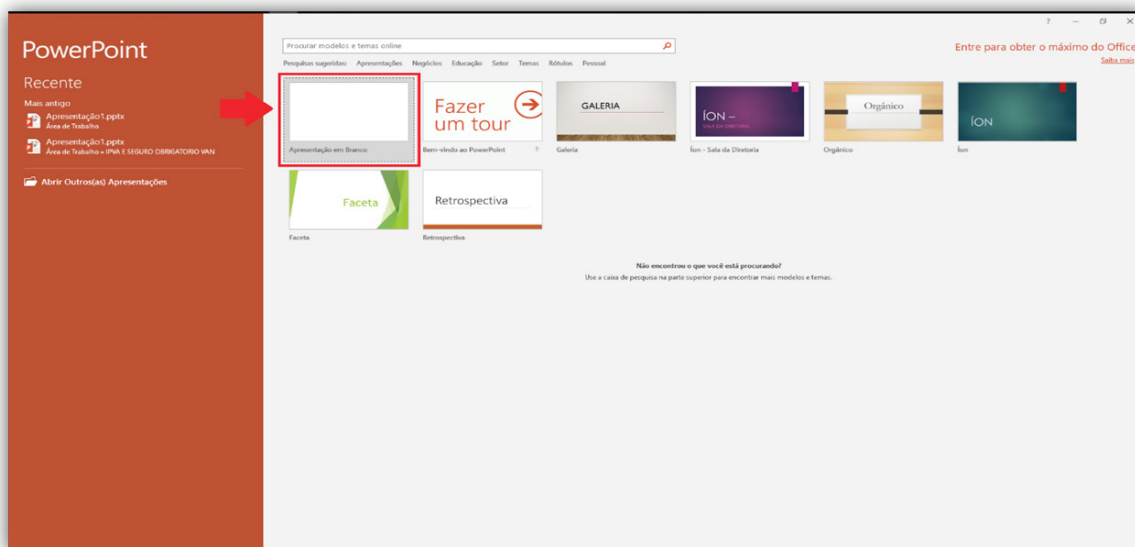 PowerPoint
Recente
Mais antigo
Apresentação1.pptx
Área de Trabalho
Apresentação1.pptx
Área de Trabalho » IPVA E SEGURO OBRIGATORIO VAN
Abrir Outros(as) Apresentações
?
Procurar modelos e temas online
Entre para obter o máximo do Office
Saiba mais
Pesquisas sugeridas: Apresentações Negócios Educação Setor Temas Rótulos Pessoal
Apresentação em Branco
Fazer
um tour
Bem-vindo ao PowerPoint
GALERIA
Galeria
ÍON –
SALA DA DIRETORIA
Íon - Sala da Diretoria
Orgânico
Orgânico
ÍON
Íon
Faceta
Faceta
Retrospectiva
Retrospectiva
Não encontrou o que você está procurando?
Use a caixa de pesquisa na parte superior para encontrar mais modelos e temas.